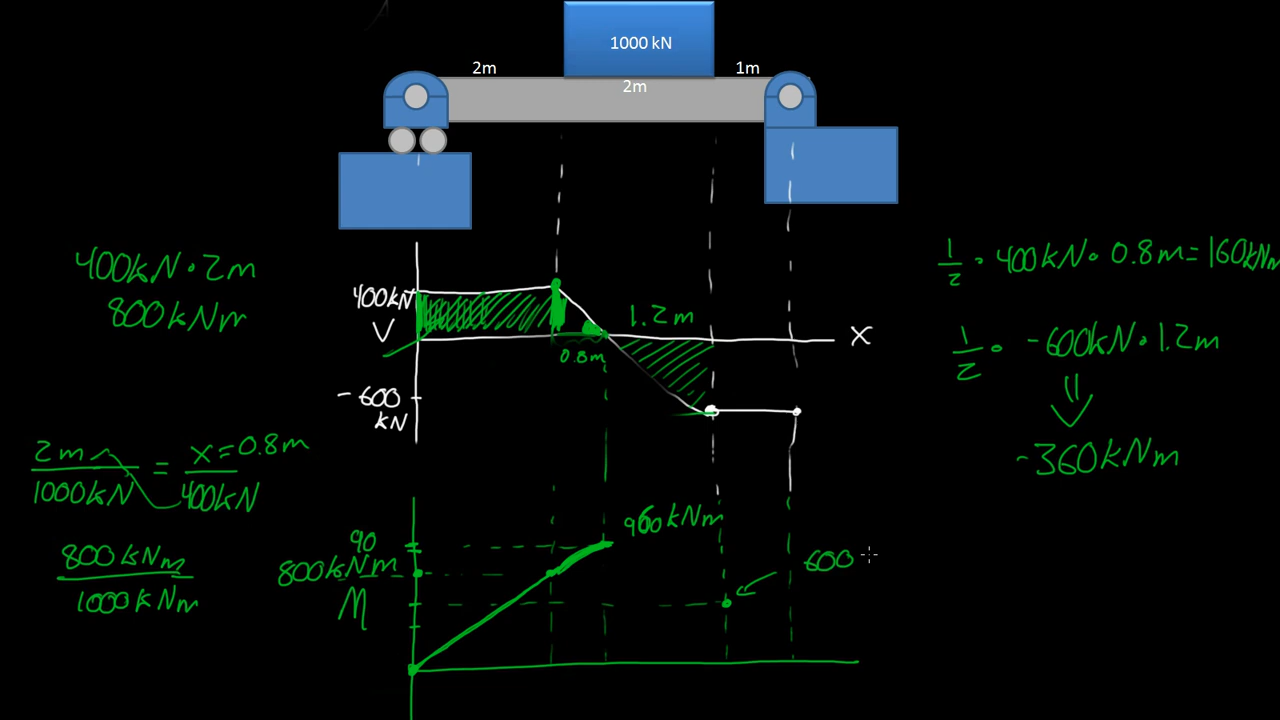 1000 kN
2m
2m
1m
400kN
V
-600
kN
X
1.2m
0.8m
400kN·2m
800kNm
2m/1000kN = x=0.8m/400kN
800kNm/1000kNm
1/2·400kN·0.8m=160kNm
1/2·-600kN·1.2m
-360kNm
90
800kNm
M
960kNm
600